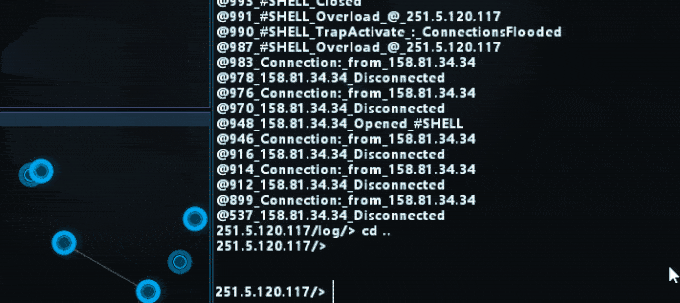 @993_#SHELL_Closed
@991_#SHELL_Overload_@_251.5.120.117
@990_#SHELL_TrapActivate_:_ConnectionsFlooded
@987_#SHELL_Overload_@_251.5.120.117
@983_Connection:_from_158.81.34.34
@978_158.81.34.34_Disconnected
@976_Connection:_from_158.81.34.34
@970_158.81.34.34_Disconnected
@948_158.81.34.34_Opened_#SHELL
@946_Connection:_from_158.81.34.34
@916_158.81.34.34_Disconnected
@914_Connection:_from_158.81.34.34
@912_158.81.34.34_Disconnected
@899_Connection:_from_158.81.34.34
@537_158.81.34.34_Disconnected
251.5.120.117/log/> cd ..
251.5.120.117/>
251.5.120.117/>